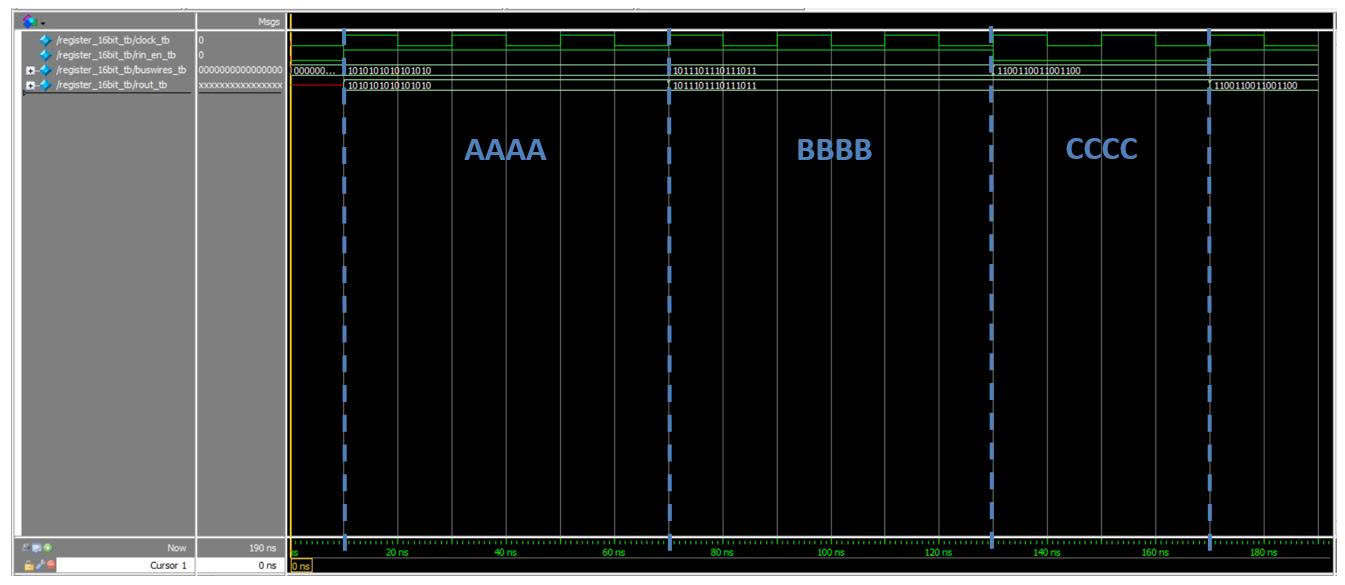 Msgs
/register_16bit_tb/clock_tb 0
/register_16bit_tb/rin_en_tb 0
/register_16bit_tb/buswires_tb 0000000000000000 000000... 1010101010101010 1011101110111011 1100110011001100
/register_16bit_tb/rout_tb xxxxxxxxxxxxxxxx 1010101010101010 1011101110111011 1100110011001100
AAAA BBBB CCCC
Now 190 ns ns 20 ns 40 ns 60 ns 80 ns 100 ns 120 ns 140 ns 160 ns 180 ns
Cursor 1 0 ns 0 ns